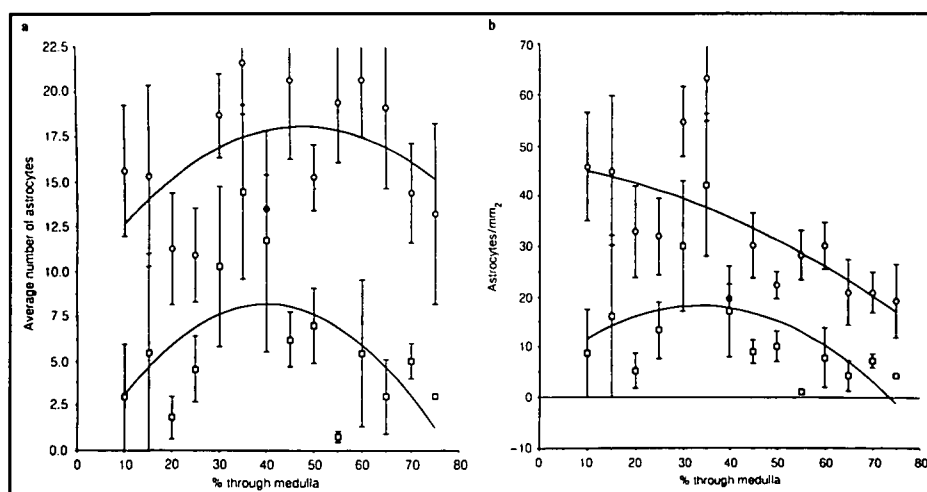 a
22.5
20.0
17.5
15.0
12.5
10.0
7.5
5.0
2.5
0.0
Average number of astrocytes
0 10 20 30 40 50 60 70 80
% through medulla
b
70
60
50
40
30
20
10
0
−10
Astrocytes/mm₂
0 10 20 30 40 50 60 70 80
% through medulla